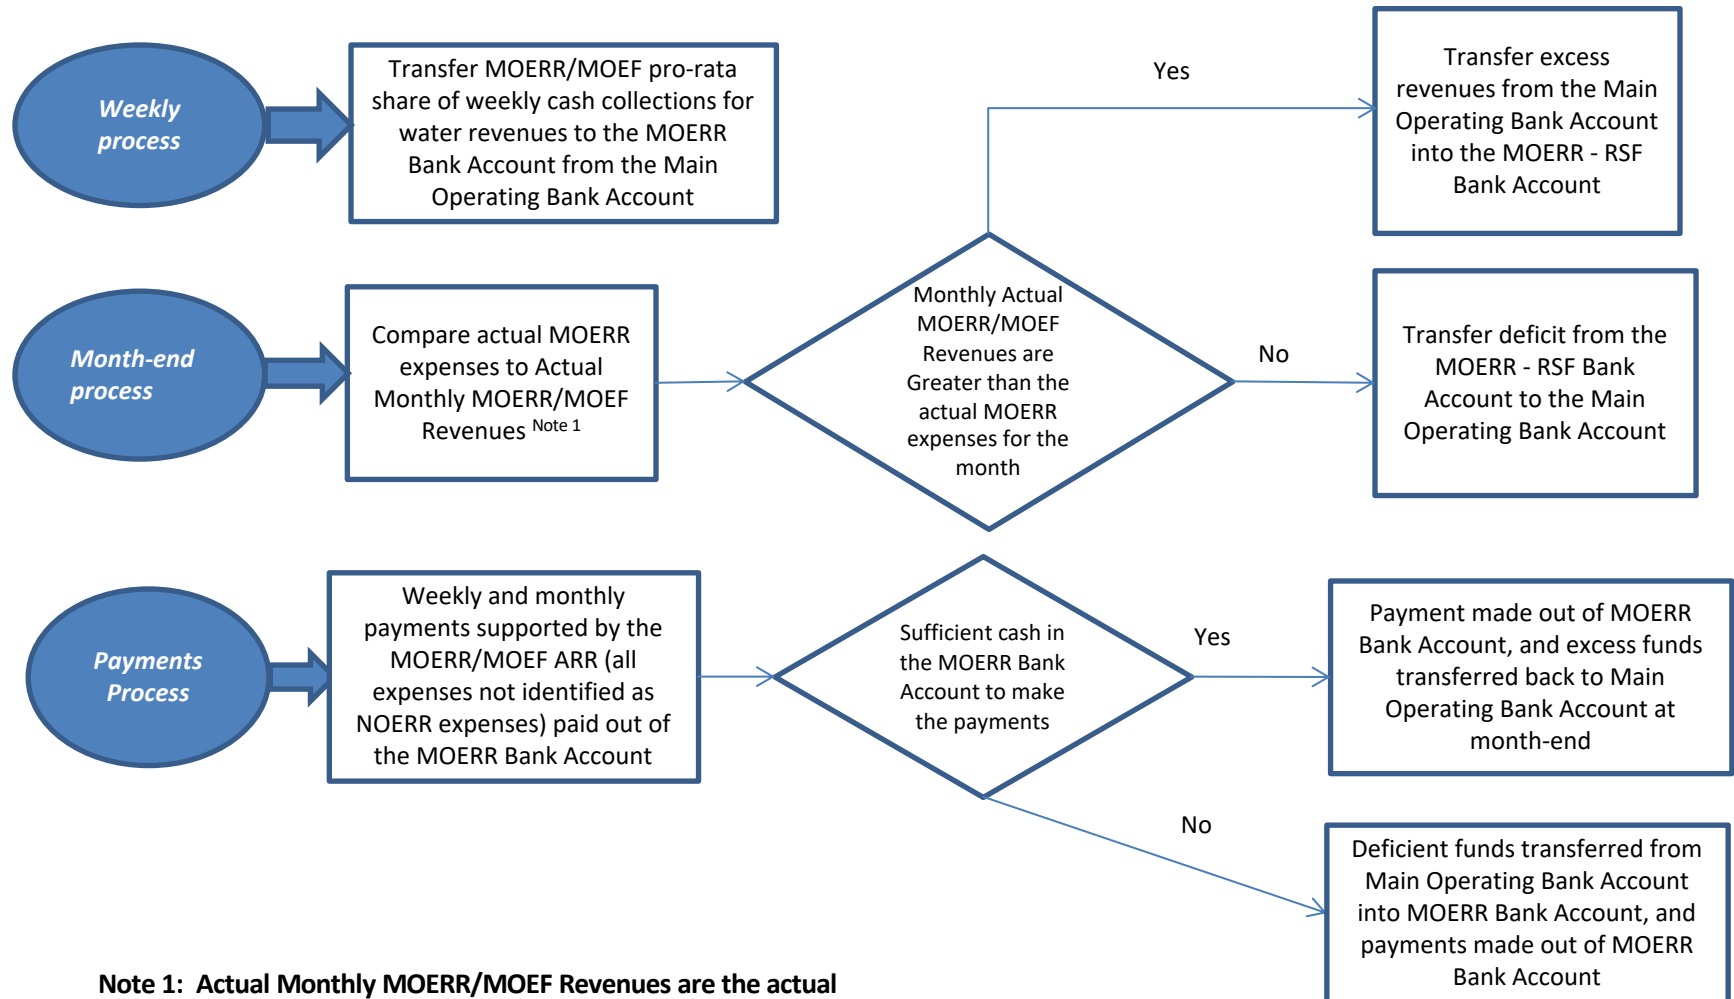 Weekly
process
Transfer MOERR/MOEF pro-rata
share of weekly cash collections for
water revenues to the MOERR
Bank Account from the Main
Operating Bank Account
Yes
Transfer excess
revenues from the Main
Operating Bank Account
into the MOERR - RSF
Bank Account
Month-end
process
Compare actual MOERR
expenses to Actual
Monthly MOERR/MOEF
Revenues Note 1
Monthly Actual
MOERR/MOEF
Revenues are
Greater than the
actual MOERR
expenses for the
month
No
Transfer deficit from the
MOERR - RSF Bank
Account to the Main
Operating Bank Account
Payments
Process
Weekly and monthly
payments supported by the
MOERR/MOEF ARR (all
expenses not identified as
NOERR expenses) paid out of
the MOERR Bank Account
Sufficient cash in
the MOERR Bank
Account to make
the payments
Yes
Payment made out of MOERR
Bank Account, and excess funds
transferred back to Main
Operating Bank Account at
month-end
No
Deficient funds transferred from
Main Operating Bank Account
into MOERR Bank Account, and
payments made out of MOERR
Bank Account
Note 1:  Actual Monthly MOERR/MOEF Revenues are the actual